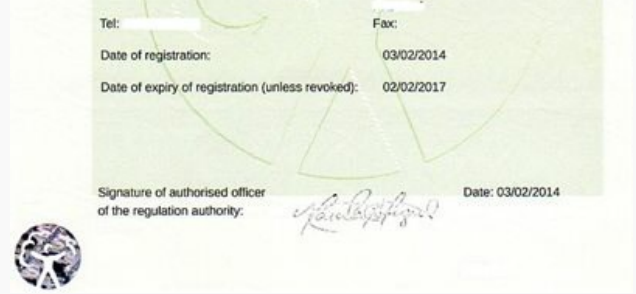 Tel:
Fax:
Date of registration:
03/02/2014
Date of expiry of registration (unless revoked):
02/02/2017
Signature of authorised officer
Date: 03/02/2014
of the regulation authority: